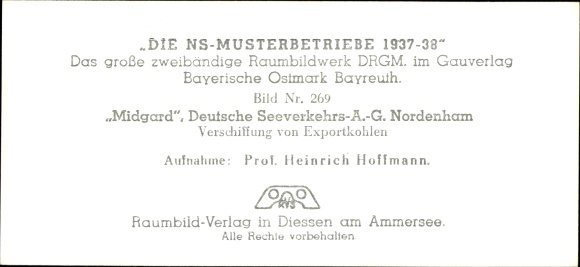 „DIE NS-MUSTERBETRIEBE 1937-38“
Das große zweibändige Raumbildwerk DRGM. im Gauverlag
Bayerische Ostmark Bayreuth.
Bild Nr. 269
„Midgard“, Deutsche Seeverkehrs-A.-G. Nordenham
Verschiffung von Exportkohlen
Aufnahme: Prof. Heinrich Hoffmann.
RVS
Raumbild-Verlag in Diessen am Ammersee.
Alle Rechte vorbehalten.